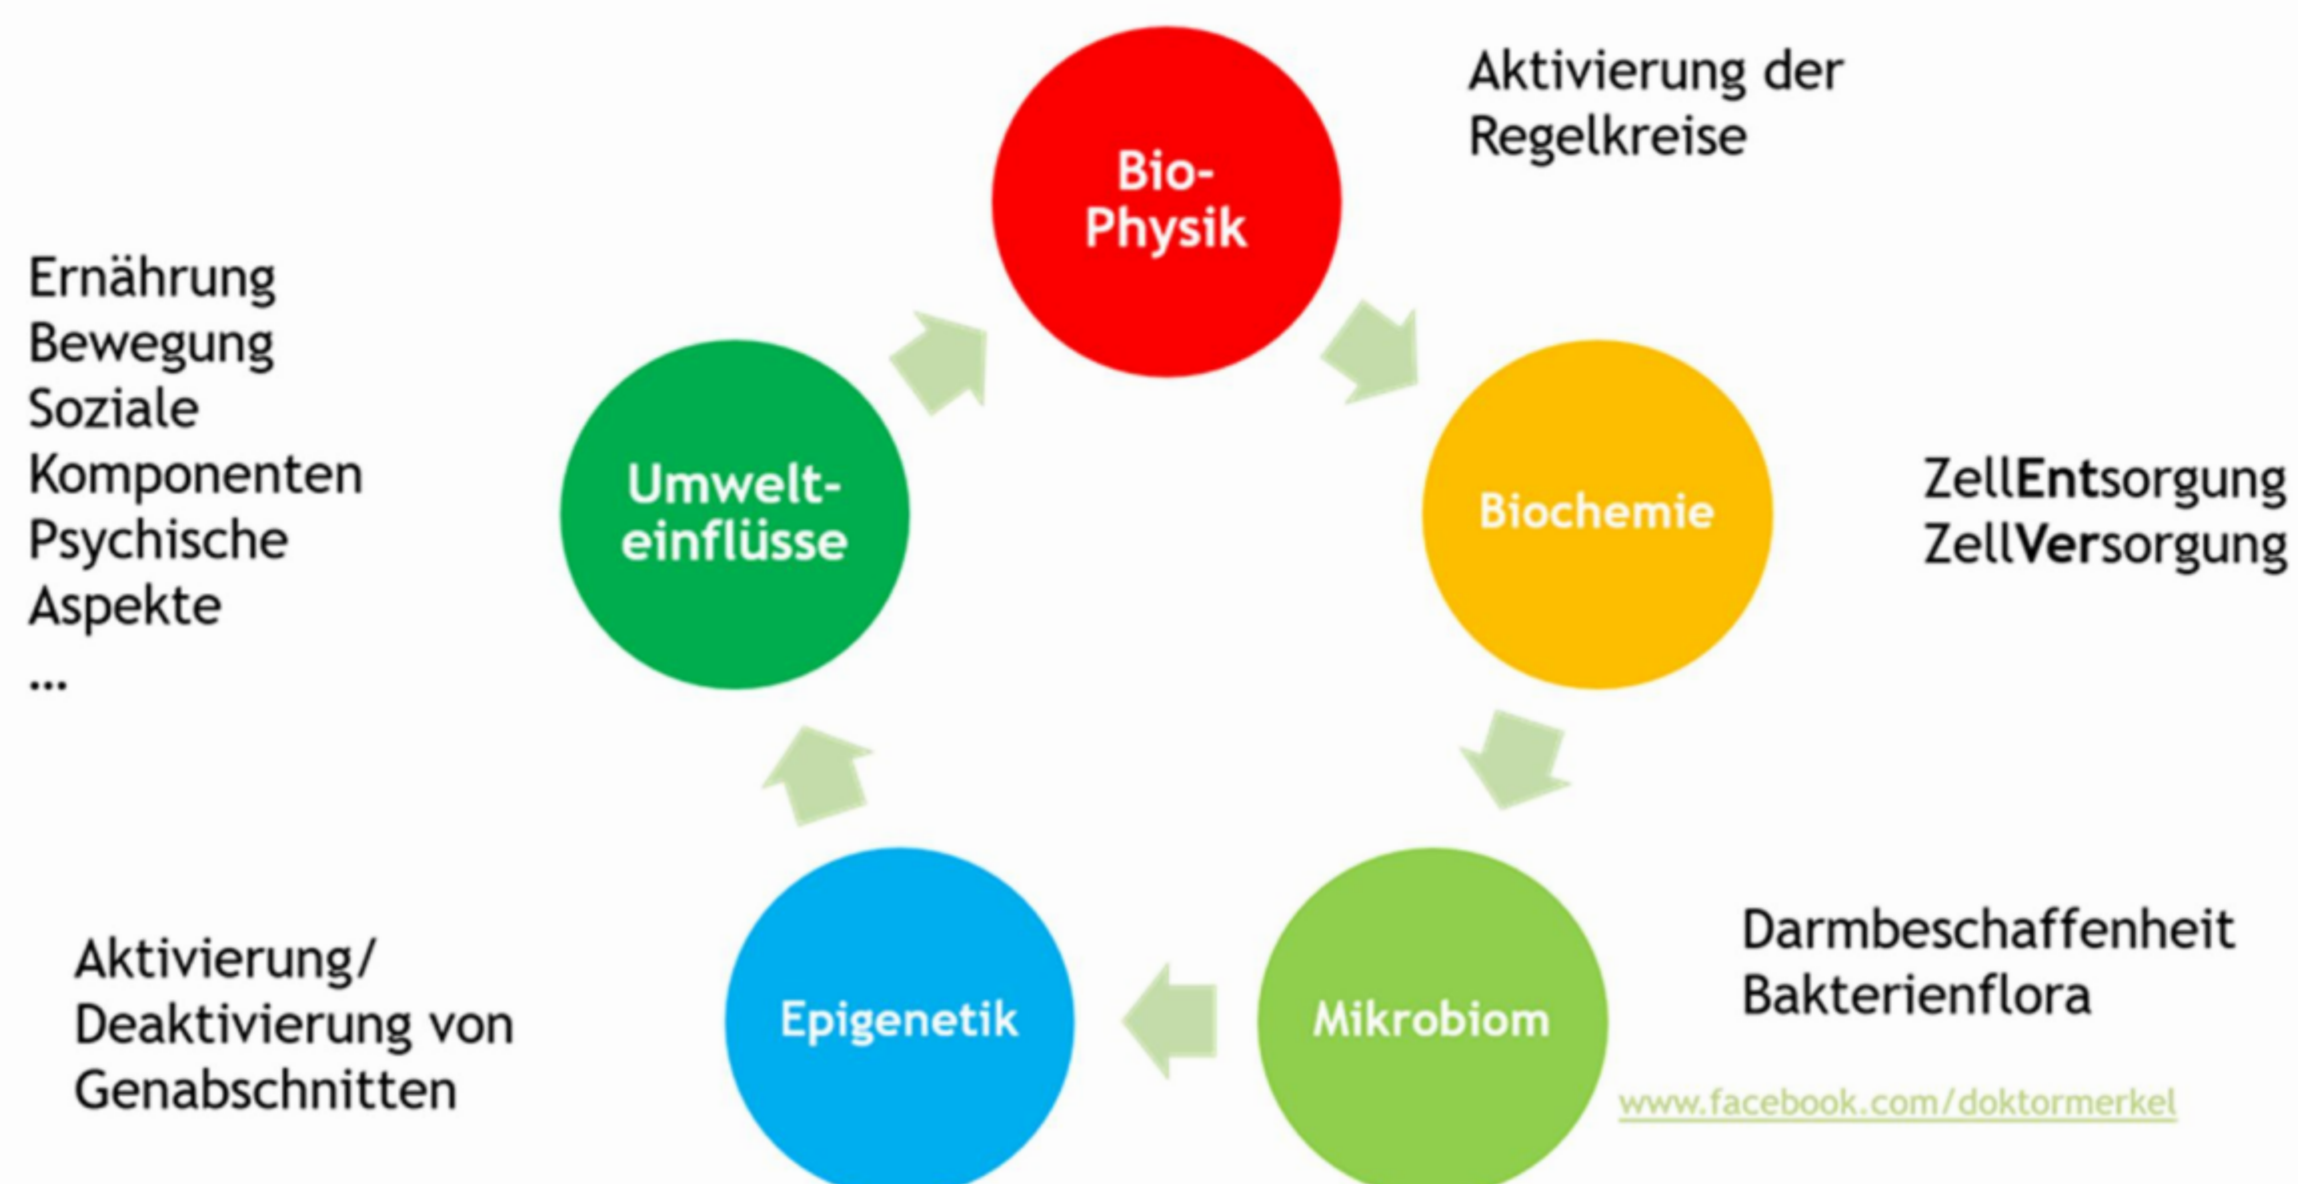 Bio-
Physik
Aktivierung der
Regelkreise
Biochemie
ZellEntsorgung
ZellVersorgung
Mikrobiom
Darmbeschaffenheit
Bakterienflora
www.facebook.com/doktormerkel
Epigenetik
Aktivierung/
Deaktivierung von
Genabschnitten
Umwelt-
einflüsse
Ernährung
Bewegung
Soziale
Komponenten
Psychische
Aspekte
...